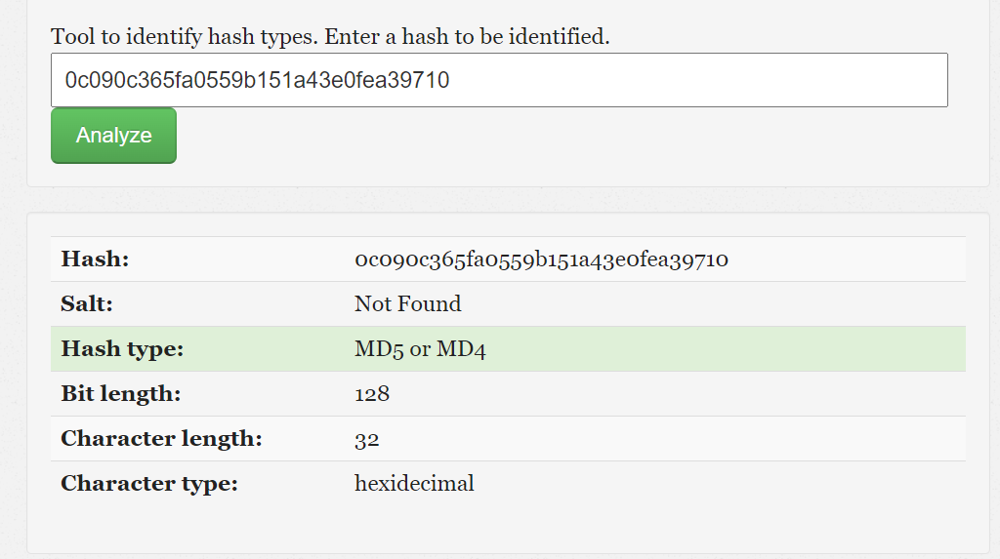 Tool to identify hash types. Enter a hash to be identified.
0c090c365fa0559b151a43e0fea39710
Analyze
Hash: 0c090c365fa0559b151a43e0fea39710
Salt: Not Found
Hash type: MD5 or MD4
Bit length: 128
Character length: 32
Character type: hexidecimal